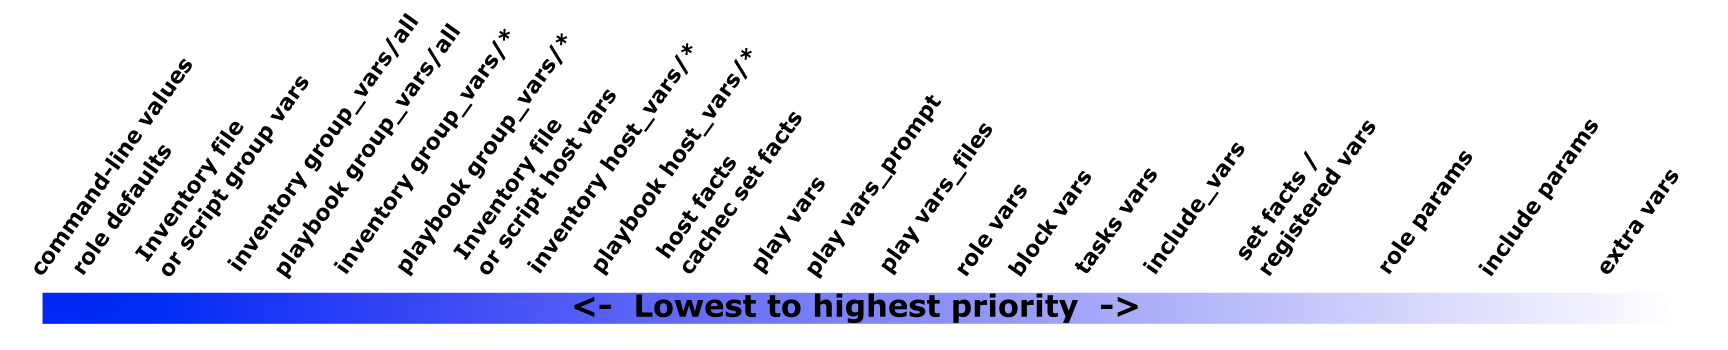 command-line values
role defaults
Inventory file
or script group vars
inventory group_vars/all
playbook group_vars/all
inventory group_vars/*
playbook group_vars/*
Inventory file
or script host vars
inventory host_vars/*
playbook host_vars/*
host facts
cachec set facts
play vars
play vars_prompt
play vars_files
role vars
block vars
tasks vars
include_vars
set facts /
registered vars
role params
include params
extra vars
<- Lowest to highest priority ->